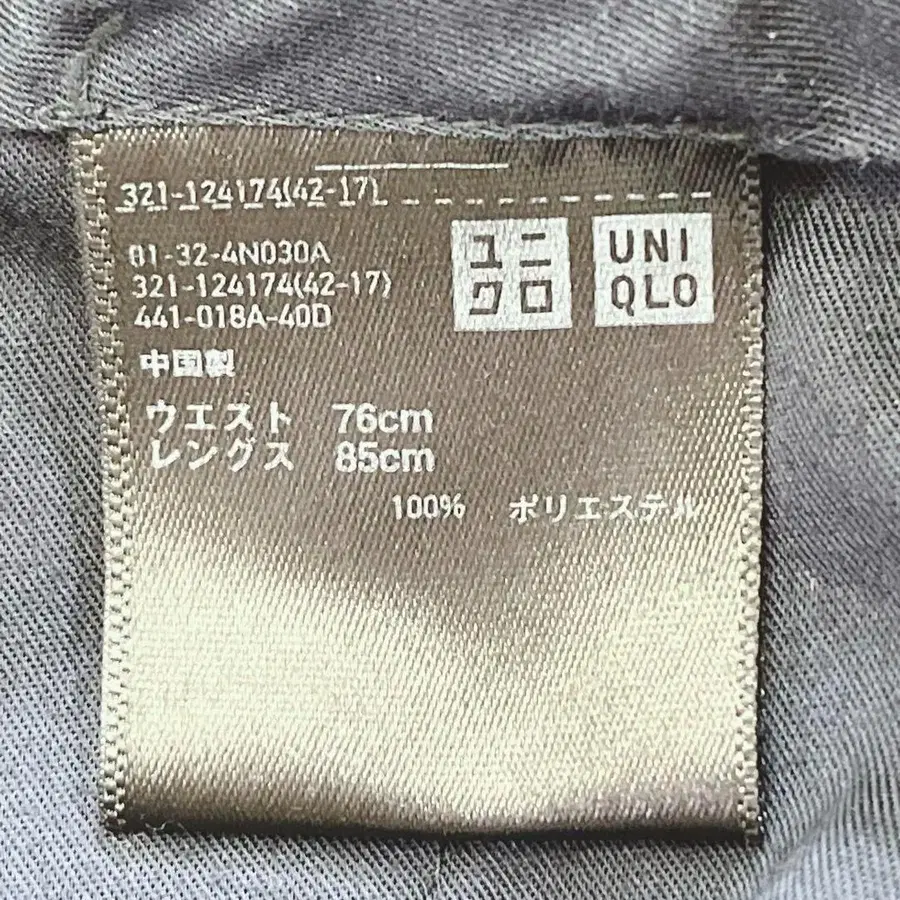 321-124174(42-17)
01-32-4N030A
321-124174(42-17)
441-018A-40D
ユニ
クロ
UNI
QLO
中国製
ウエスト 76cm
レングス 85cm
100% ポリエステル